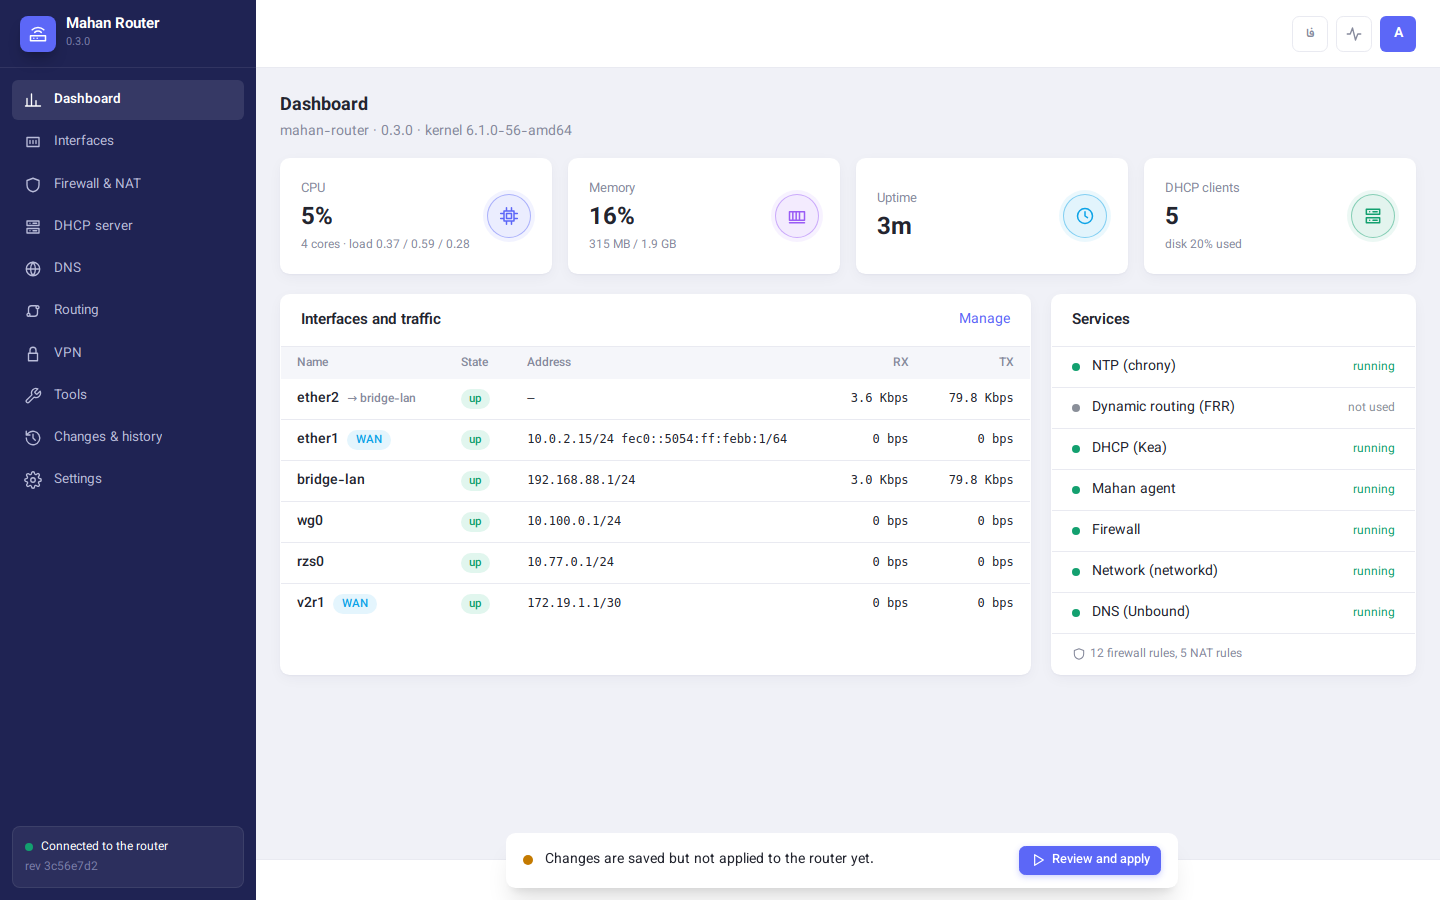 Mahan Router
0.3.0
فا
A
Dashboard
Interfaces
Firewall & NAT
DHCP server
DNS
Routing
VPN
Tools
Changes & history
Settings
Connected to the router
rev 3c56e7d2
Dashboard
mahan-router · 0.3.0 · kernel 6.1.0-56-amd64
CPU
5%
4 cores · load 0.37 / 0.59 / 0.28
Memory
16%
315 MB / 1.9 GB
Uptime
3m
DHCP clients
5
disk 20% used
Interfaces and traffic
Manage
Name State Address RX TX
ether2 → bridge-lan up — 3.6 Kbps 79.8 Kbps
ether1 WAN up 10.0.2.15/24 fec0::5054:ff:febb:1/64 0 bps 0 bps
bridge-lan up 192.168.88.1/24 3.0 Kbps 79.8 Kbps
wg0 up 10.100.0.1/24 0 bps 0 bps
rzs0 up 10.77.0.1/24 0 bps 0 bps
v2r1 WAN up 172.19.1.1/30 0 bps 0 bps
Services
NTP (chrony) running
Dynamic routing (FRR) not used
DHCP (Kea) running
Mahan agent running
Firewall running
Network (networkd) running
DNS (Unbound) running
12 firewall rules, 5 NAT rules
Changes are saved but not applied to the router yet.
Review and apply